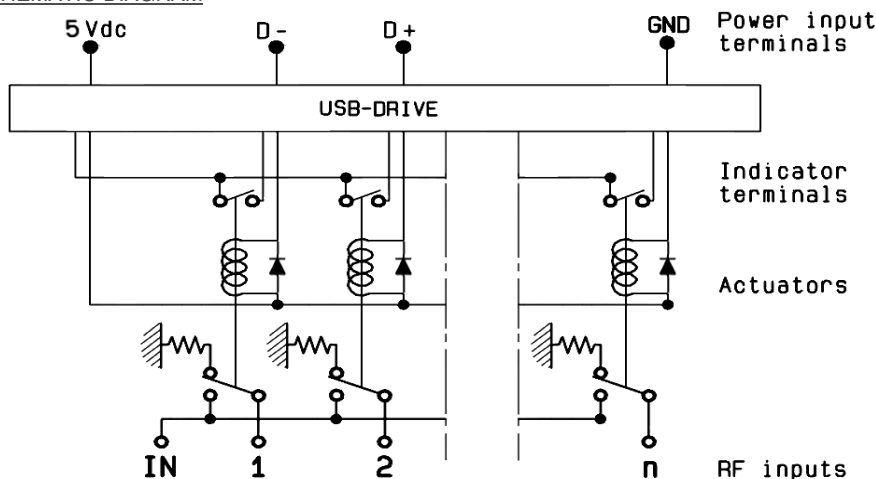 5Vdc D- D+ GND Power input
terminals
USB-DRIVE
Indicator
terminals
Actuators
IN 1 2 n RF inputs